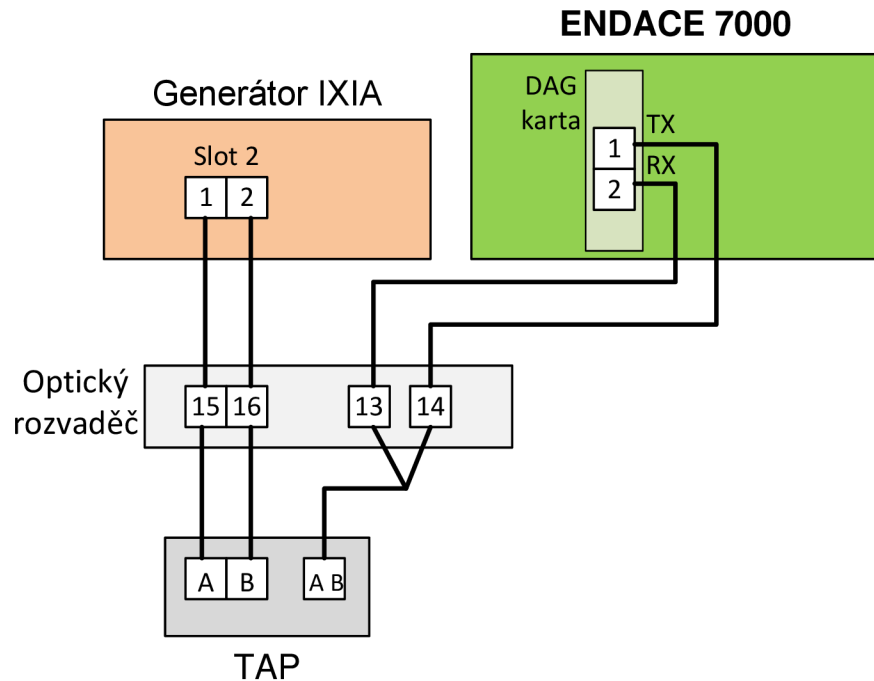 ENDACE 7000
Generátor IXIA
DAG
karta
TX
1
RX
2
Slot 2
1 2
Optický
rozvaděč
15 16 13 14
A B A B
TAP